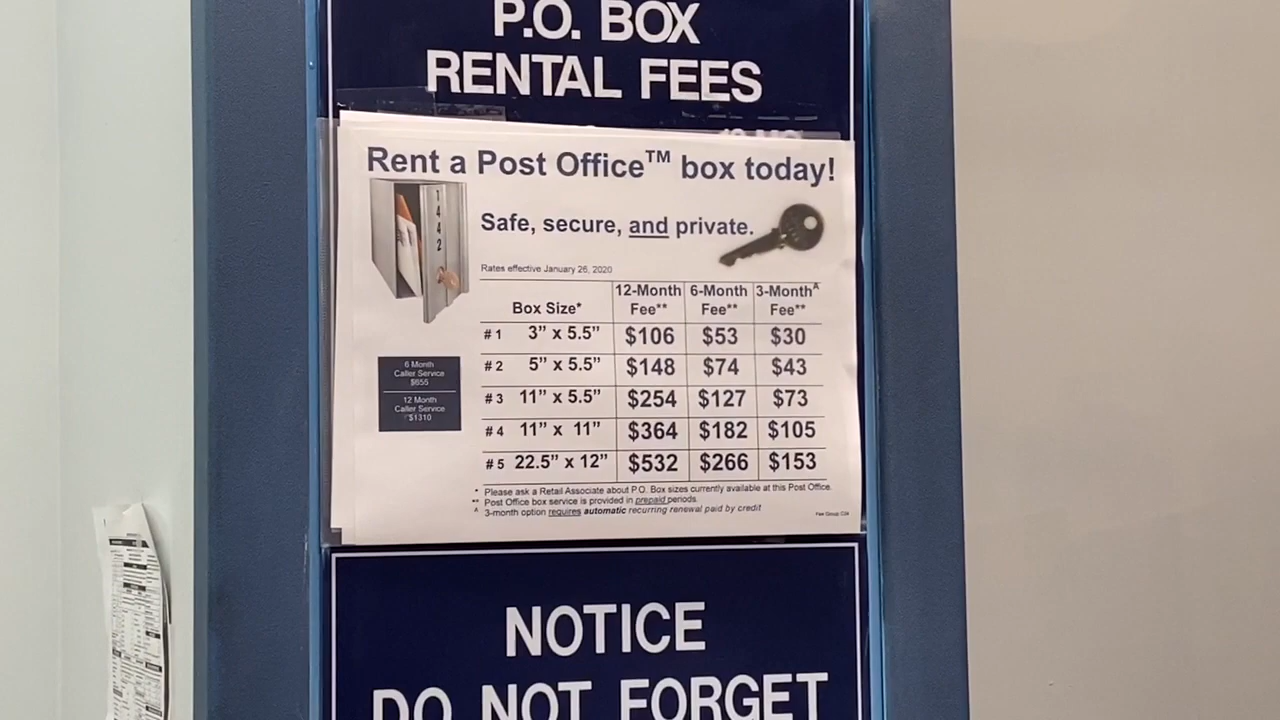 P.O. BOX
RENTAL FEES
Rent a Post Office™ box today!
1
4
4
2
Safe, secure, and private.
Rates effective January 26, 2020
Box Size* 12-Month Fee** 6-Month Fee** 3-Month^A Fee**
# 1 3” x 5.5” $106 $53 $30
# 2 5” x 5.5” $148 $74 $43
# 3 11” x 5.5” $254 $127 $73
# 4 11” x 11” $364 $182 $105
# 5 22.5” x 12” $532 $266 $153
6 Month
Caller Service
$655
12 Month
Caller Service
$1310
* Please ask a Retail Associate about P.O. Box sizes currently available at this Post Office.
** Post Office box service is provided in prepaid periods.
A 3-month option requires automatic recurring renewal paid by credit
NOTICE
DO NOT FORGET